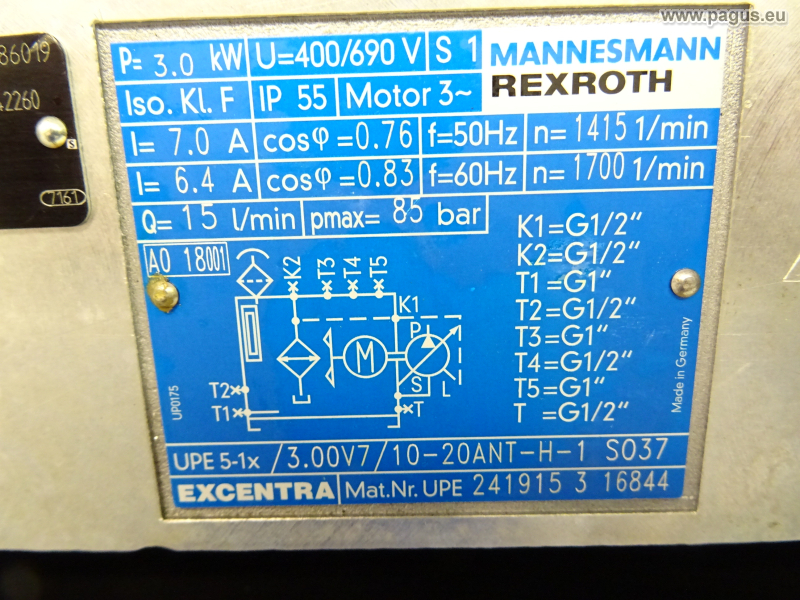 www.pagus.eu
86019
42260
S
7161
P= 3.0 kW U=400/690 V S 1 MANNESMANN
REXROTH
Iso. Kl. F IP 55 Motor 3~
I= 7.0 A cosφ=0.76 f=50Hz n= 1415 1/min
I= 6.4 A cosφ=0.83 f=60Hz n= 1700 1/min
Q= 15 l/min pmax= 85 bar
K1=G1/2"
K2=G1/2"
T1=G1"
T2=G1/2"
T3=G1"
T4=G1/2"
T5=G1"
T =G1/2"
AO 18001
K2 T3 T4 T5
K1
P
M
S L
T2
T1 T
UP0175
Made in Germany
UPE 5-1x /3.00V7/10-20ANT-H-1 S037
EXCENTRA Mat.Nr. UPE 241915 3 16844